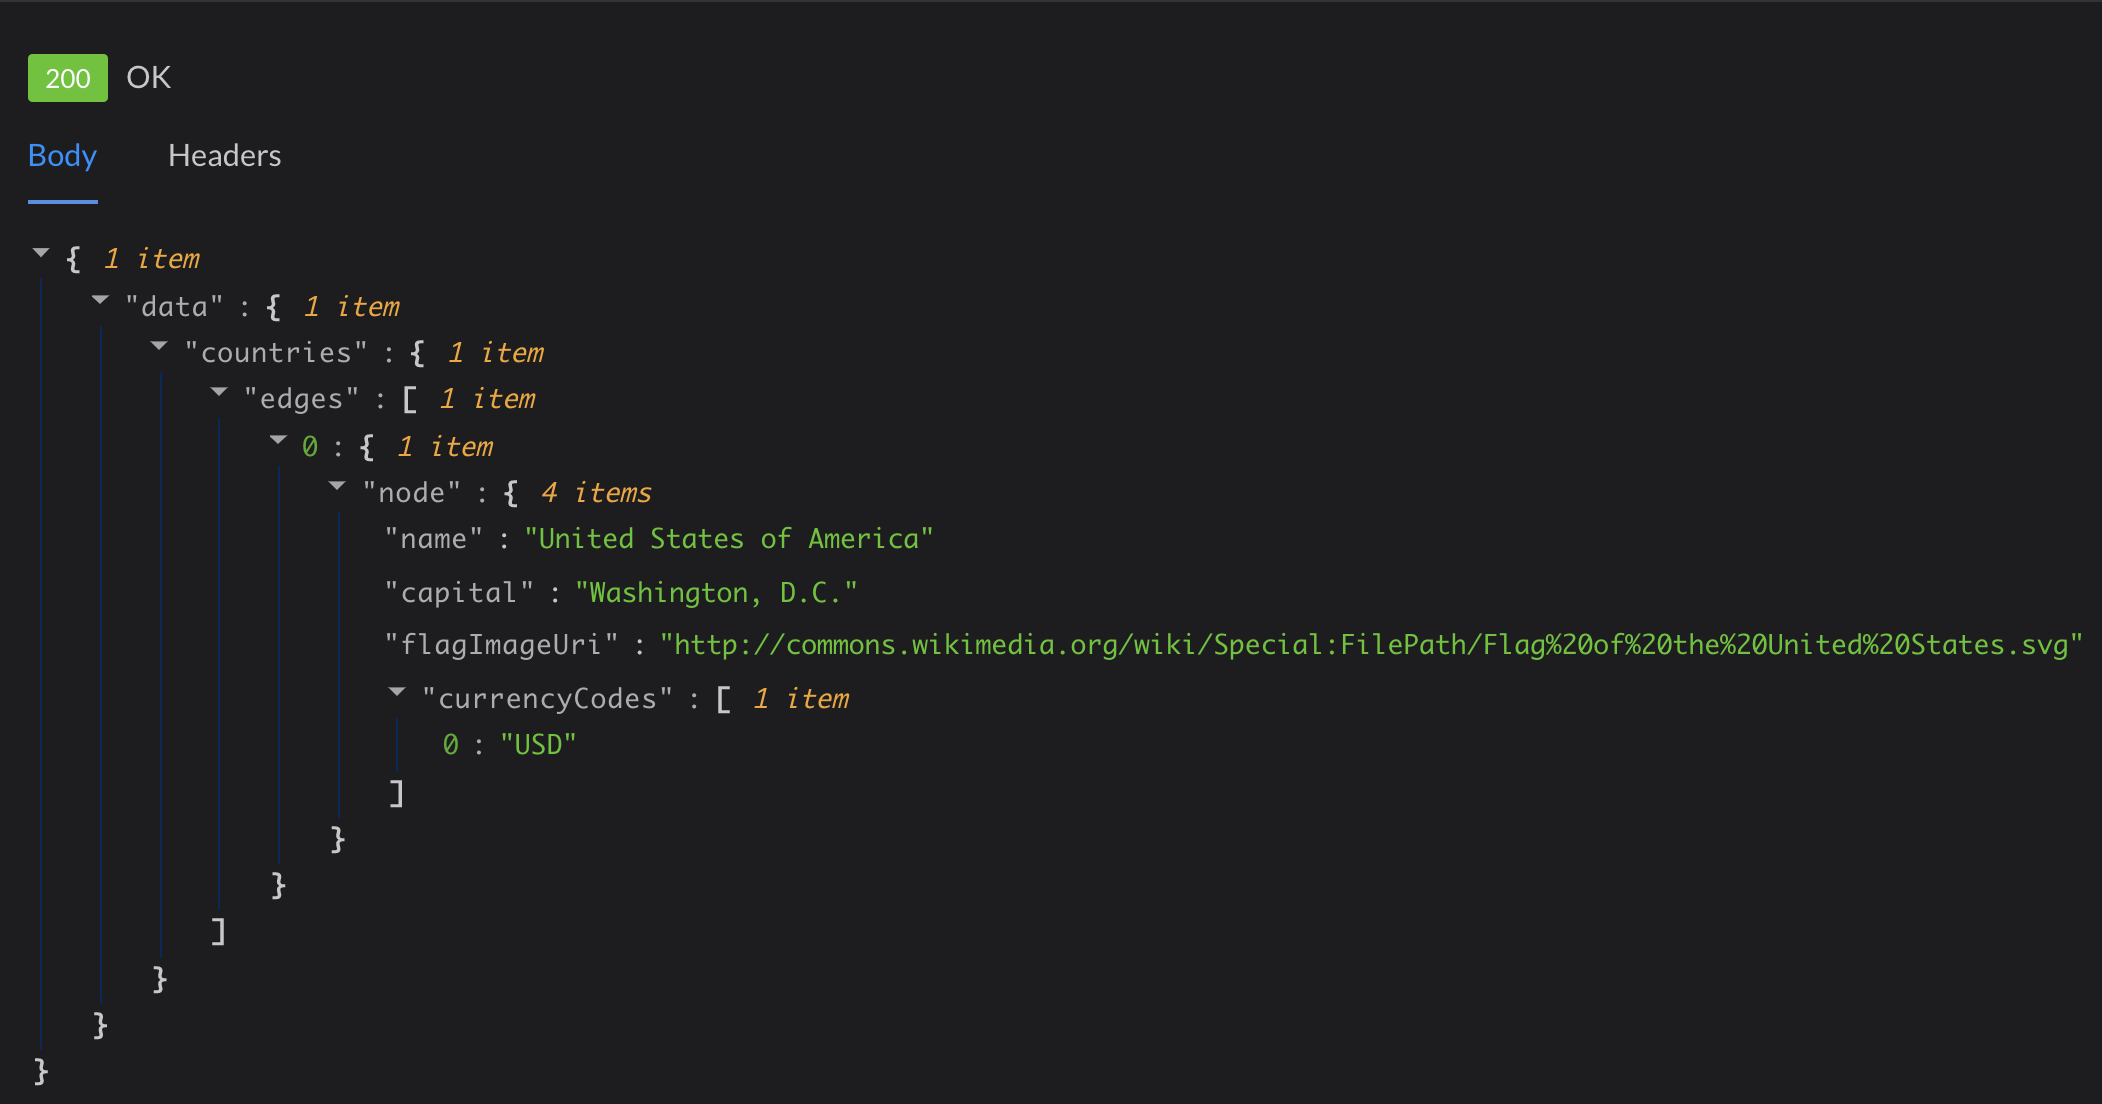 200 OK
Body Headers
{ 1 item
"data" : { 1 item
"countries" : { 1 item
"edges" : [ 1 item
0 : { 1 item
"node" : { 4 items
"name" : "United States of America"
"capital" : "Washington, D.C."
"flagImageUri" : "http://commons.wikimedia.org/wiki/Special:FilePath/Flag%20of%20the%20United%20States.svg"
"currencyCodes" : [ 1 item
0 : "USD"
]
}
}
]
}
}
}